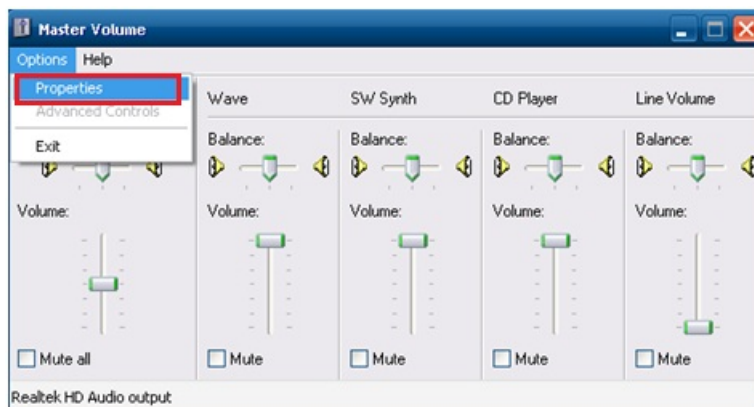 Master Volume
Options Help
Properties
Advanced Controls
Exit
Wave SW Synth CD Player Line Volume
Balance: Balance: Balance: Balance:
Volume: Volume: Volume: Volume: Volume:
Mute all Mute Mute Mute Mute
Realtek HD Audio output